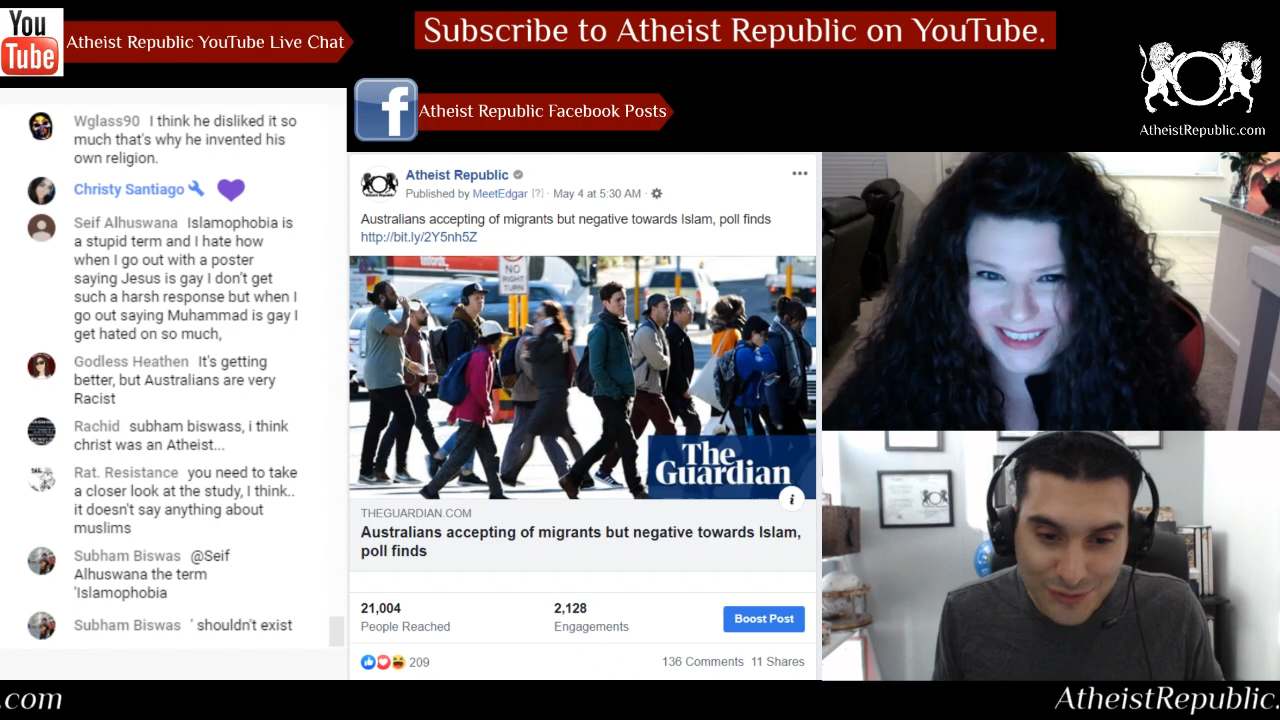 You
Tube
Atheist Republic YouTube Live Chat
Subscribe to Atheist Republic on YouTube.
AtheistRepublic.com
f
Atheist Republic Facebook Posts
Wglass90 I think he disliked it so
much that's why he invented his
own religion.
Christy Santiago
Seif Alhuswana Islamophobia is
a stupid term and I hate how
when I go out with a poster
saying Jesus is gay I don't get
such a harsh response but when I
go out saying Muhammad is gay I
get hated on so much,
Godless Heathen It's getting
better, but Australians are very
Racist
Rachid subham biswass, i think
christ was an Atheist...
Rat. Resistance you need to take
a closer look at the study, I think..
it doesn't say anything about
muslims
Subham Biswas @Seif
Alhuswana the term
'Islamophobia
Subham Biswas ' shouldn't exist
Atheist Republic
Published by MeetEdgar [?] · May 4 at 5:30 AM ·
Australians accepting of migrants but negative towards Islam, poll finds
http://bit.ly/2Y5nh5Z
NO
RIGHT
TURN
The
Guardian
i
THEGUARDIAN.COM
Australians accepting of migrants but negative towards Islam,
poll finds
21,004
People Reached
2,128
Engagements
Boost Post
209
136 Comments 11 Shares
.com
AtheistRepublic.